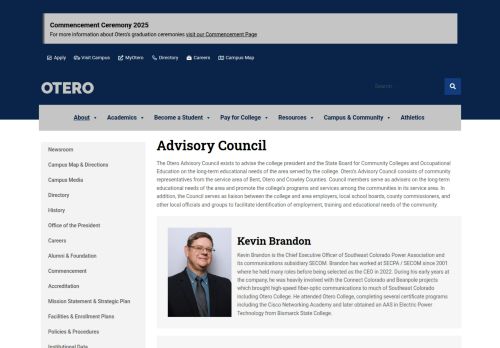 Commencement Ceremony 2025
For more information about Otero's graduation ceremonies visit our Commencement Page
Apply Visit Campus MyOtero Directory Careers Campus Map
OTERO
Search
About Academics Become a Student Pay for College Resources Campus & Community Athletics
Newsroom
Campus Map & Directions
Campus Media
Directory
History
Office of the President
Careers
Alumni & Foundation
Commencement
Accreditation
Mission Statement & Strategic Plan
Facilities & Enrollment Plans
Policies & Procedures
Institutional Data
Advisory Council
The Otero Advisory Council exists to advise the college president and the State Board for Community Colleges and Occupational
Education on the long-term educational needs of the area served by the college. Otero's Advisory Council consists of community
representatives from the service area of Bent, Otero and Crowley Counties. Council members serve as advisers on the long-term
educational needs of the area and promote the college's programs and services among the communities in its service area. In
addition, the Council serves as liaison between the college and area employers, local school boards, county commissioners, and
other local officials and groups to facilitate identification of employment, training and educational needs of the community.
Kevin Brandon
Kevin Brandon is the Chief Executive Officer of Southeast Colorado Power Association and
its communications subsidiary SECOM. Brandon has worked at SECPA / SECOM since 2001
where he held many roles before being selected as the CEO in 2022. During his early years at
the company, he was heavily involved with the Connect Colorado and Beanpole projects
which brought high-speed fiber-optic communications to much of Southeast Colorado
including Otero College. He attended Otero College, completing several certificate programs
including the Cisco Networking Academy and later obtained an AAS in Electric Power
Technology from Bismarck State College.